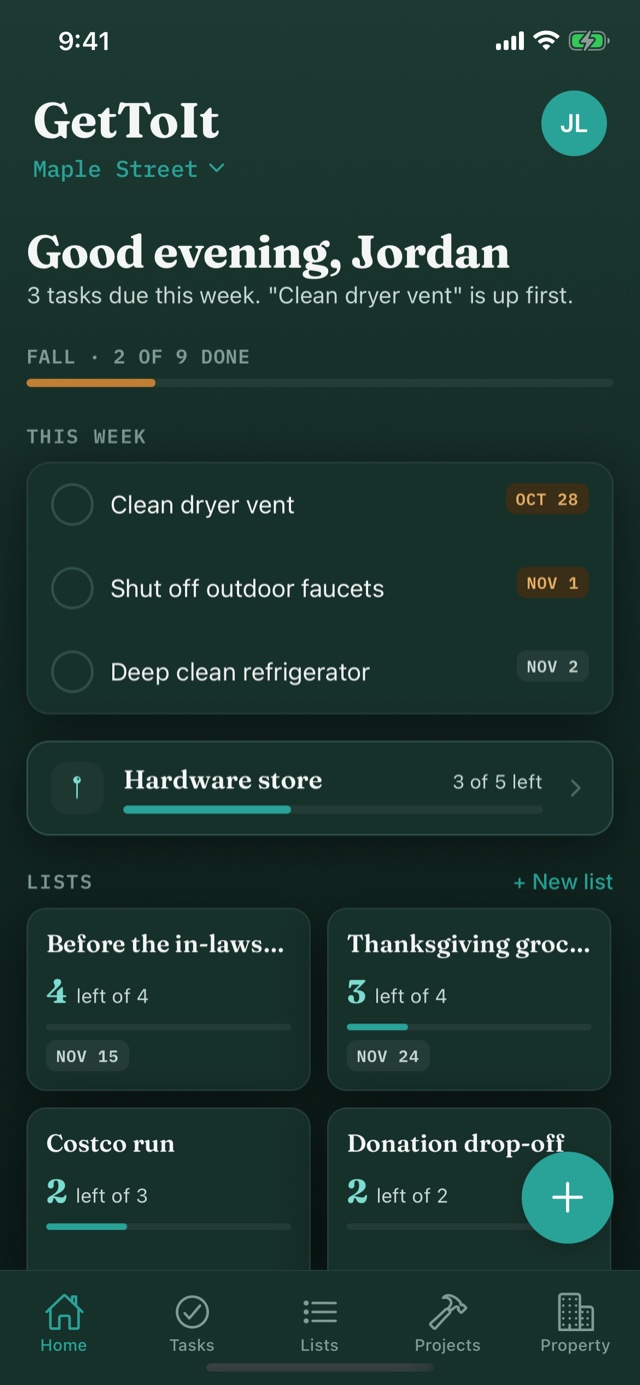 9:41
GetToIt
JL
Maple Street
Good evening, Jordan
3 tasks due this week. "Clean dryer vent" is up first.
FALL · 2 OF 9 DONE
THIS WEEK
Clean dryer vent
OCT 28
Shut off outdoor faucets
NOV 1
Deep clean refrigerator
NOV 2
Hardware store
3 of 5 left
LISTS
+ New list
Before the in-laws...
4 left of 4
NOV 15
Thanksgiving groc...
3 left of 4
NOV 24
Costco run
2 left of 3
Donation drop-off
2 left of 2
Home
Tasks
Lists
Projects
Property